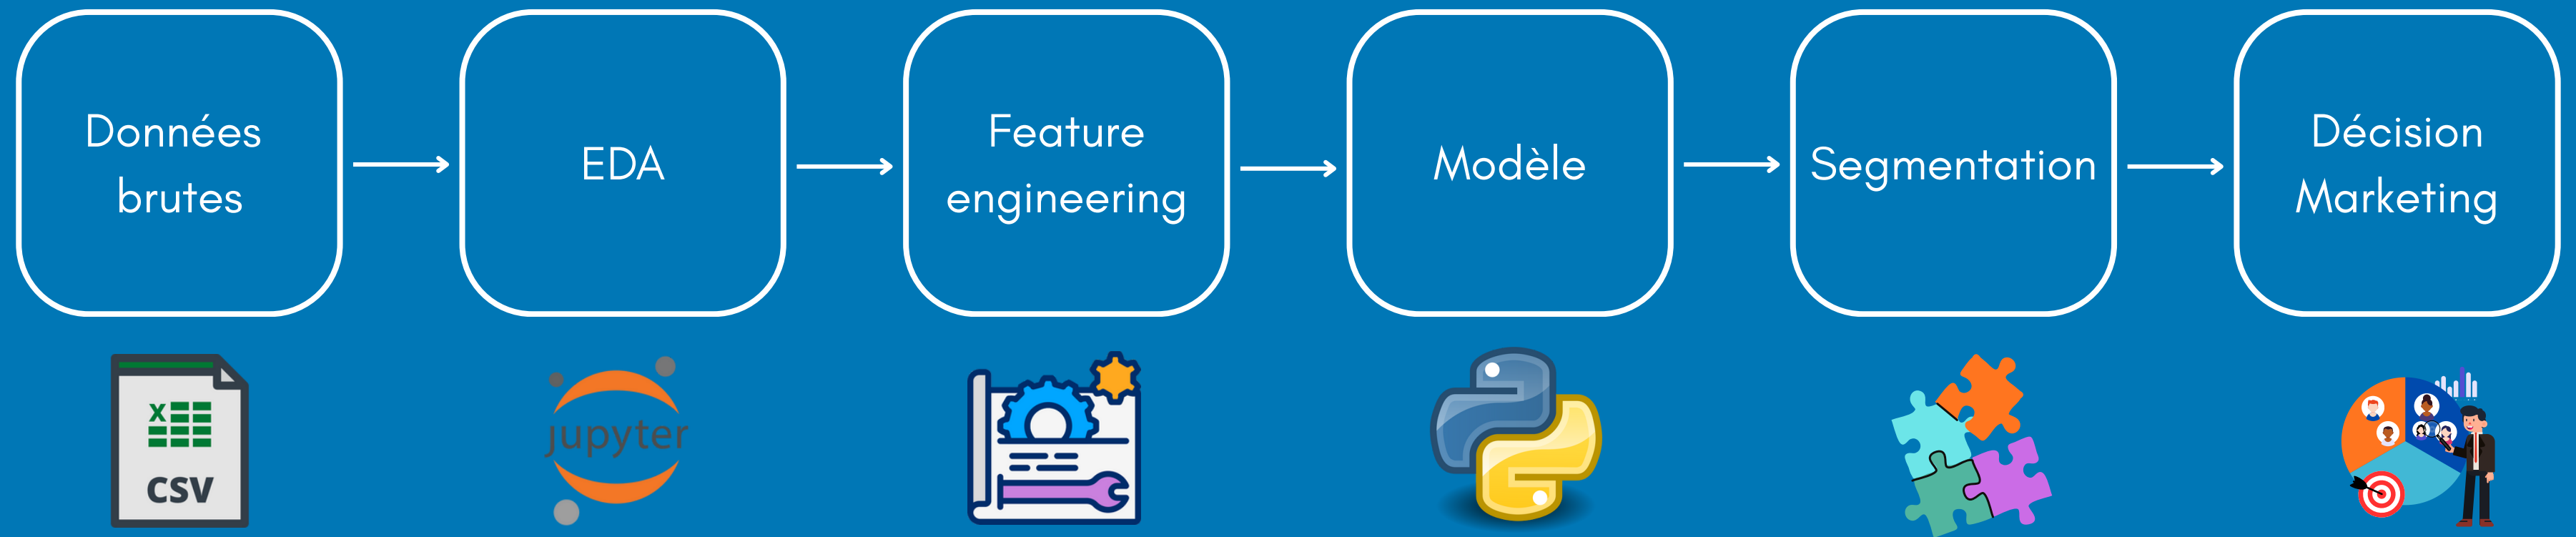 Données
brutes
EDA
Feature
engineering
Modèle
Segmentation
Décision
Marketing
X
CSV
jupyter